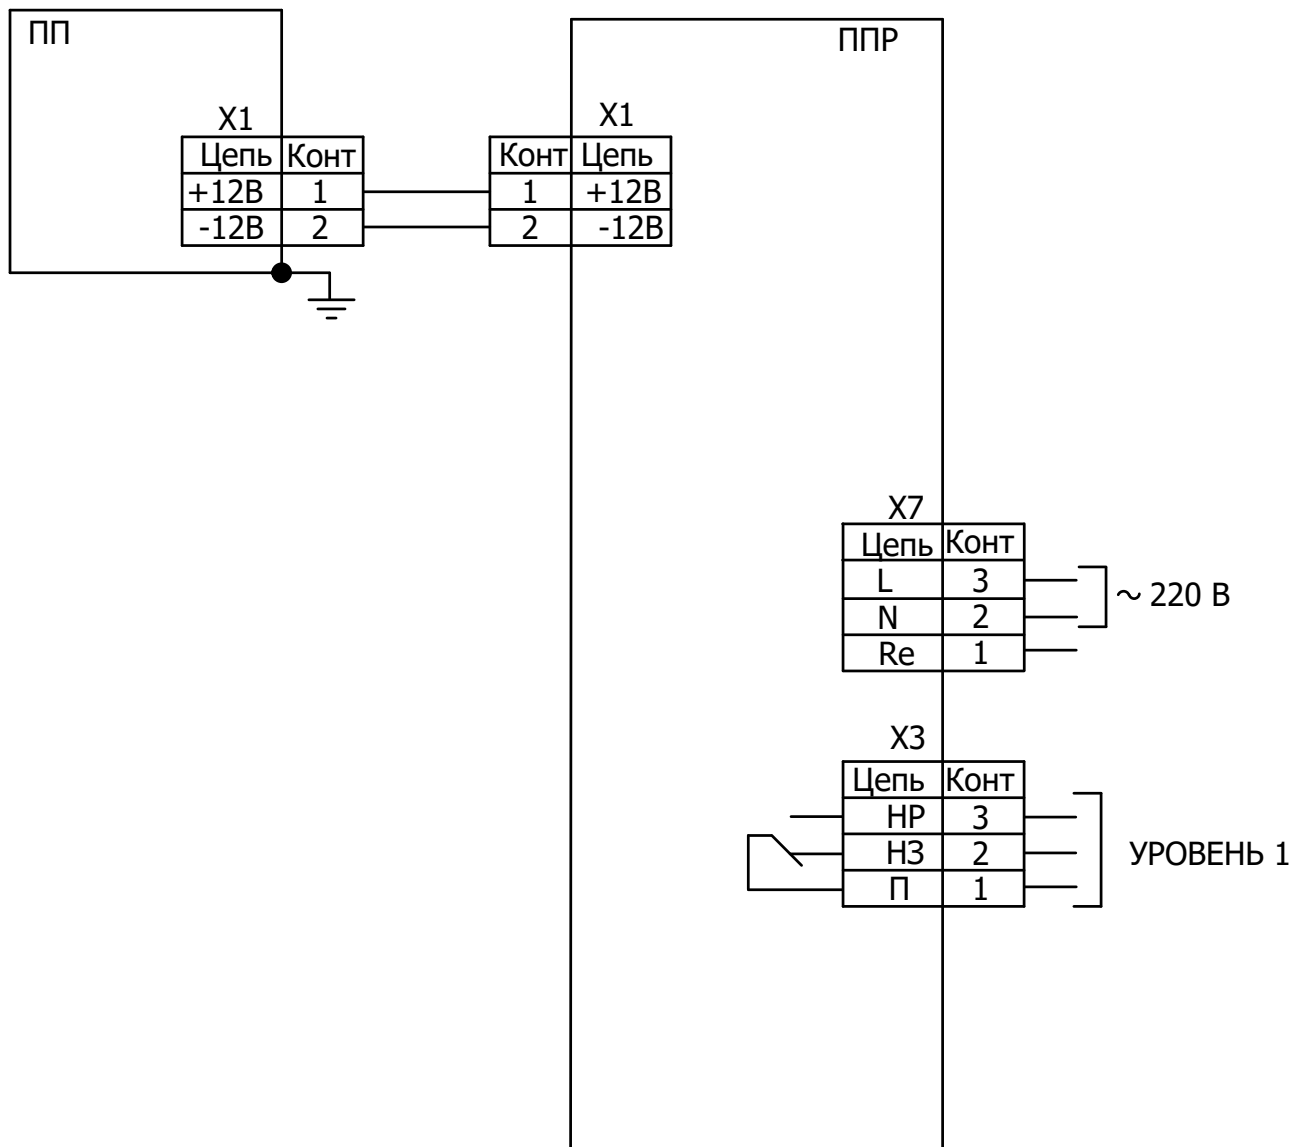 ПП
ППР
X1
Цепь Конт
+12В 1
-12В 2
X1
Конт Цепь
1 +12В
2 -12В
X7
Цепь Конт
L 3
N 2
Re 1
~ 220 В
X3
Цепь Конт
НР 3
НЗ 2
П 1
УРОВЕНЬ 1